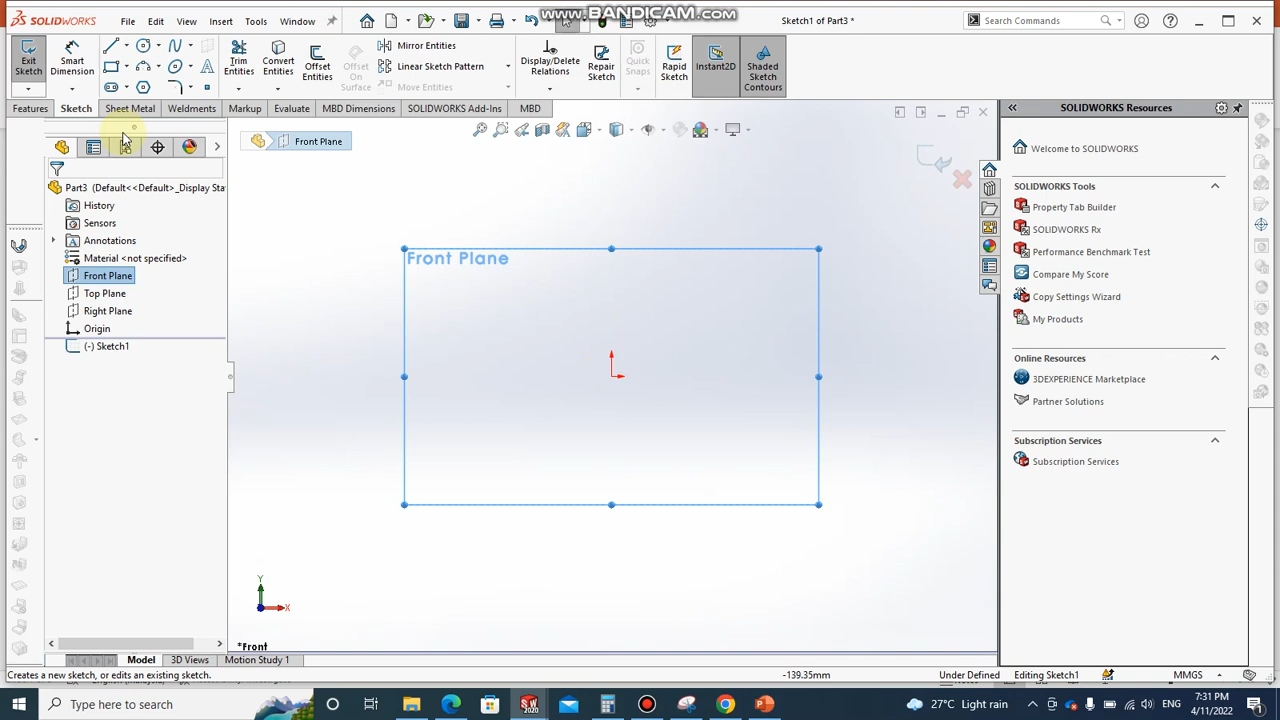 SOLIDWORKS
File
Edit
View
Insert
Tools
Window
Sketch1 of Part3 *
www.BANDICAM.com
Search Commands
Exit Sketch
Smart Dimension
Trim Entities
Convert Entities
Offset Entities
Offset On Surface
Mirror Entities
Linear Sketch Pattern
Move Entities
Display/Delete Relations
Repair Sketch
Quick Snaps
Rapid Sketch
Instant2D
Shaded Sketch Contours
Features
Sketch
Sheet Metal
Weldments
Markup
Evaluate
MBD Dimensions
SOLIDWORKS Add-Ins
MBD
Part3 (Default<<Default>_Display Sta
History
Sensors
Annotations
Material <not specified>
Front Plane
Top Plane
Right Plane
Origin
(-) Sketch1
Front Plane
Front Plane
Y
X
*Front
SOLIDWORKS Resources
Welcome to SOLIDWORKS
SOLIDWORKS Tools
Property Tab Builder
SOLIDWORKS Rx
Performance Benchmark Test
Compare My Score
Copy Settings Wizard
My Products
Online Resources
3DEXPERIENCE Marketplace
Partner Solutions
Subscription Services
Subscription Services
Model
3D Views
Motion Study 1
Creates a new sketch, or edits an existing sketch.
-139.35mm
Under Defined
Editing Sketch1
MMGS
Type here to search
SW 2020
27°C Light rain
ENG
7:31 PM
4/11/2022